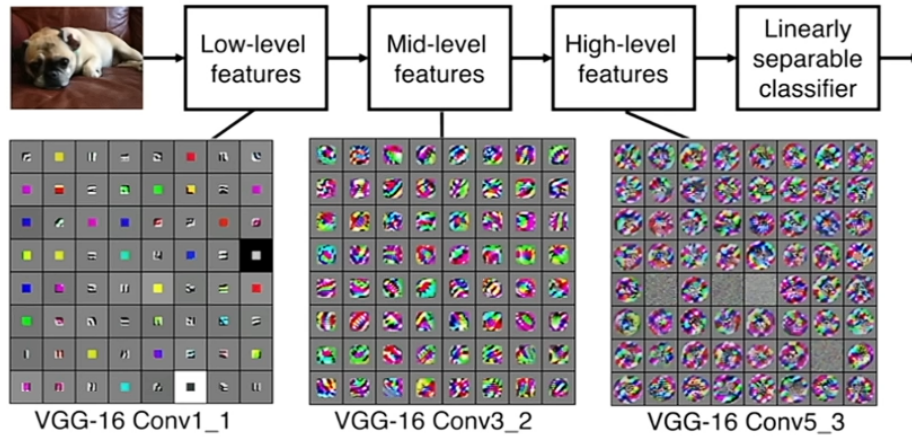 Low-level
features
Mid-level
features
High-level
features
Linearly
separable
classifier
VGG-16 Conv1_1
VGG-16 Conv3_2
VGG-16 Conv5_3